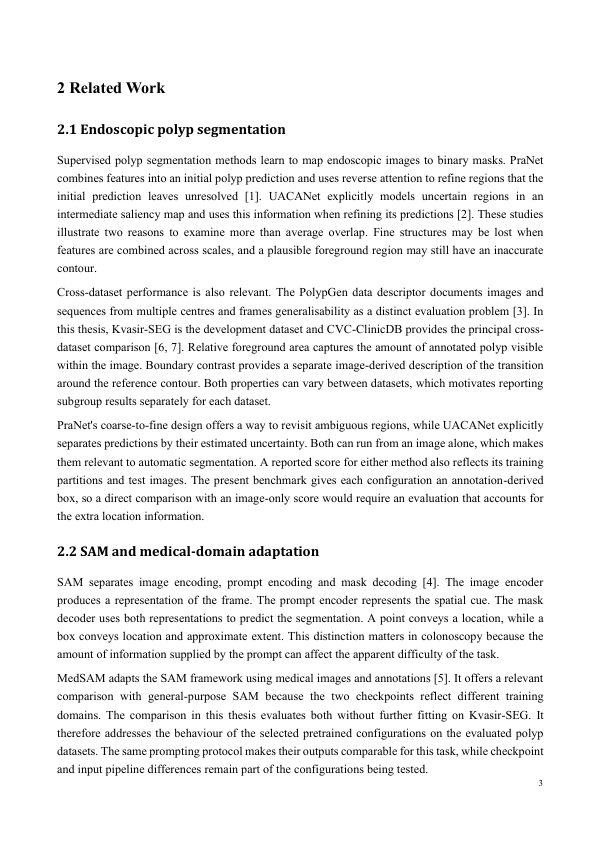 2 Related Work
2.1 Endoscopic polyp segmentation
Supervised polyp segmentation methods learn to map endoscopic images to binary masks. PraNet
combines features into an initial polyp prediction and uses reverse attention to refine regions that the
initial prediction leaves unresolved [1]. UACANet explicitly models uncertain regions in an
intermediate saliency map and uses this information when refining its predictions [2]. These studies
illustrate two reasons to examine more than average overlap. Fine structures may be lost when
features are combined across scales, and a plausible foreground region may still have an inaccurate
contour.
Cross-dataset performance is also relevant. The PolypGen data descriptor documents images and
sequences from multiple centres and frames generalisability as a distinct evaluation problem [3]. In
this thesis, Kvasir-SEG is the development dataset and CVC-ClinicDB provides the principal cross-
dataset comparison [6, 7]. Relative foreground area captures the amount of annotated polyp visible
within the image. Boundary contrast provides a separate image-derived description of the transition
around the reference contour. Both properties can vary between datasets, which motivates reporting
subgroup results separately for each dataset.
PraNet's coarse-to-fine design offers a way to revisit ambiguous regions, while UACANet explicitly
separates predictions by their estimated uncertainty. Both can run from an image alone, which makes
them relevant to automatic segmentation. A reported score for either method also reflects its training
partitions and test images. The present benchmark gives each configuration an annotation-derived
box, so a direct comparison with an image-only score would require an evaluation that accounts for
the extra location information.
2.2 SAM and medical-domain adaptation
SAM separates image encoding, prompt encoding and mask decoding [4]. The image encoder
produces a representation of the frame. The prompt encoder represents the spatial cue. The mask
decoder uses both representations to predict the segmentation. A point conveys a location, while a
box conveys location and approximate extent. This distinction matters in colonoscopy because the
amount of information supplied by the prompt can affect the apparent difficulty of the task.
MedSAM adapts the SAM framework using medical images and annotations [5]. It offers a relevant
comparison with general-purpose SAM because the two checkpoints reflect different training
domains. The comparison in this thesis evaluates both without further fitting on Kvasir-SEG. It
therefore addresses the behaviour of the selected pretrained configurations on the evaluated polyp
datasets. The same prompting protocol makes their outputs comparable for this task, while checkpoint
and input pipeline differences remain part of the configurations being tested.
3